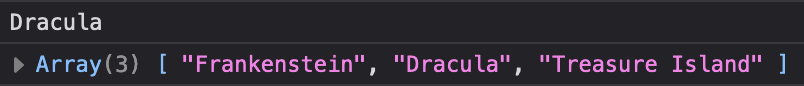 Dracula
Array(3) [ "Frankenstein", "Dracula", "Treasure Island" ]